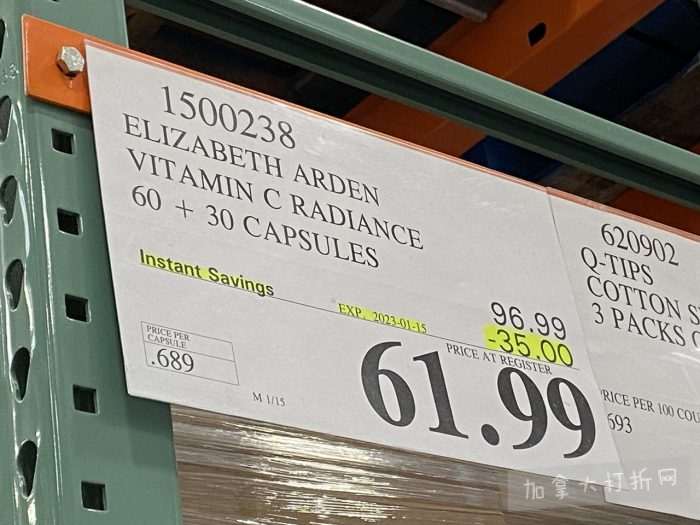 1500238
ELIZABETH ARDEN
VITAMIN C RADIANCE
60 + 30 CAPSULES
Instant Savings
EXP. 2023-01-15
96.99
-35.00
PRICE AT REGISTER
61.99
PRICE PER
CAPSULE
.689
M 1/15
620902
Q-TIPS
COTTON
3 PACKS
PRICE PER 100
693
加拿大打折网